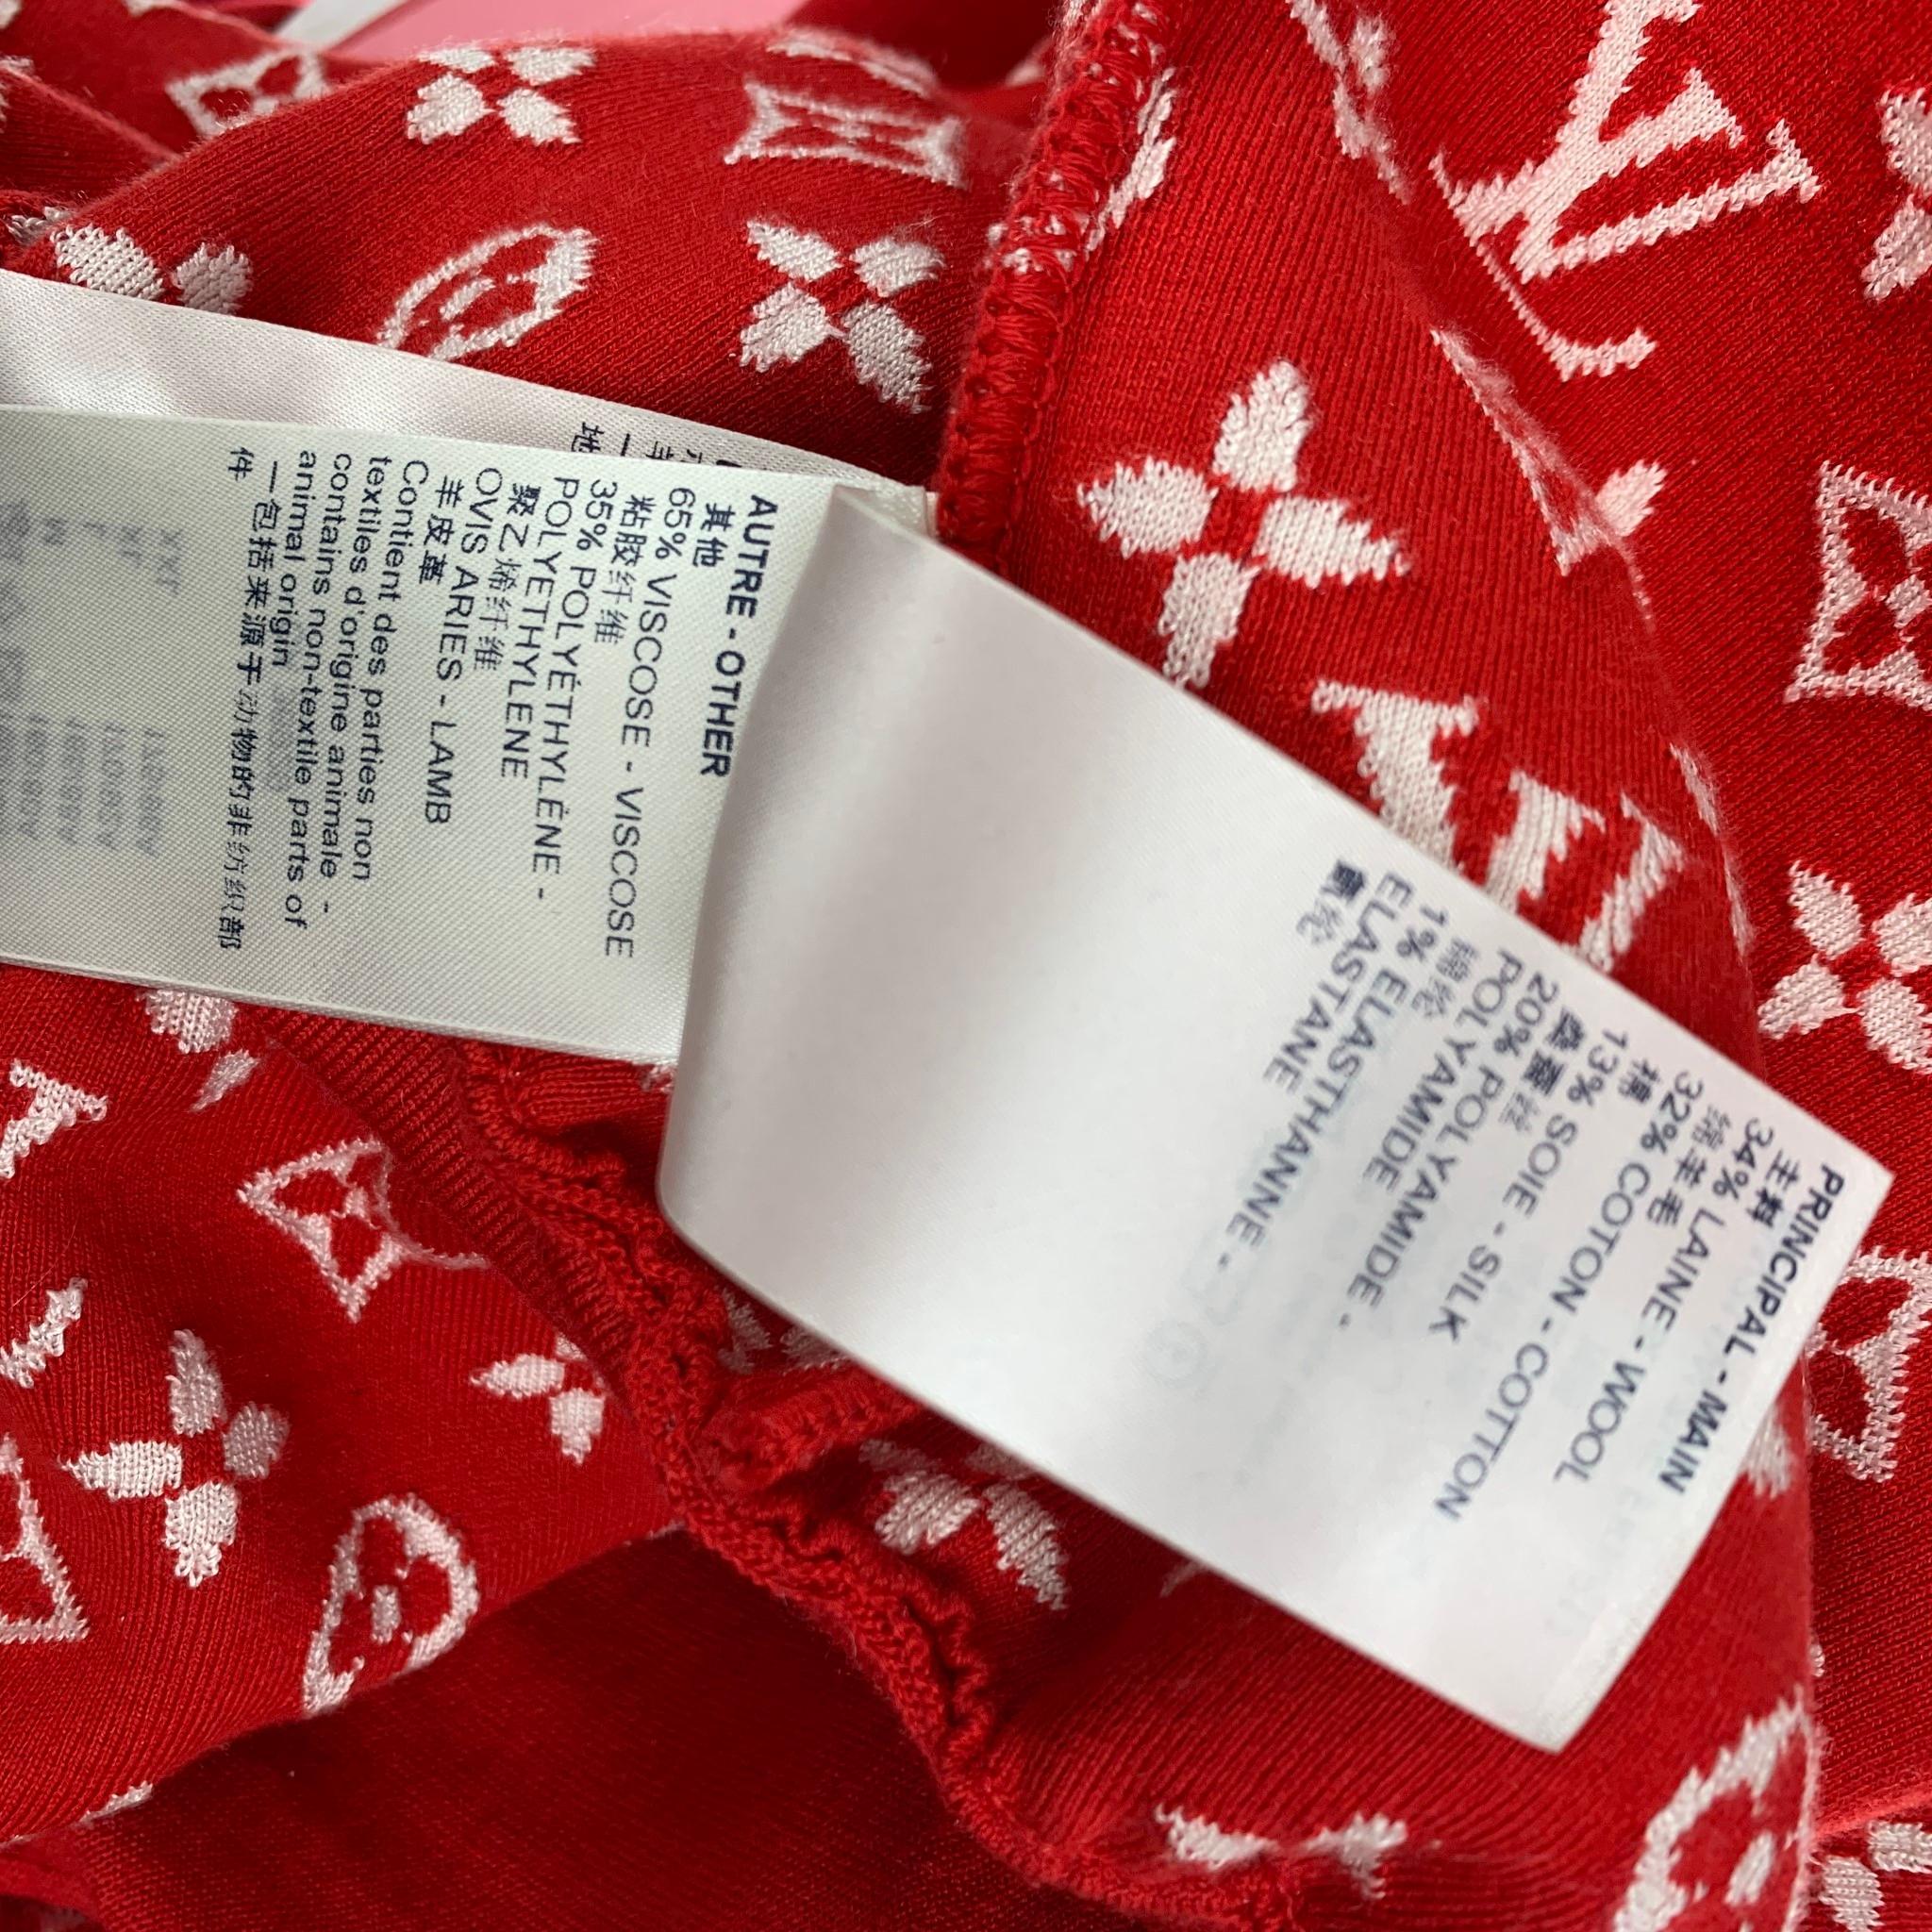 PRINCIPAL - MAIN
主料
34% LAINE - WOOL
绵羊毛
32% COTON - COTTON
棉
13% SOIE - SILK
桑蚕丝
20% POLYAMIDE -
POLYAMIDE
锦纶
1% ELASTHANNE -
ELASTANE
氨纶
AUTRE - OTHER
其他
65% VISCOSE - VISCOSE
粘胶纤维
35% POLYÉTHYLÈNE -
POLYETHYLENE
聚乙烯纤维
OVIS ARIES - LAMB
羊皮革
Contient des parties non
textiles d'origine animale -
contains non-textile parts of
animal origin
一包括来源于动物的非纺织部
件